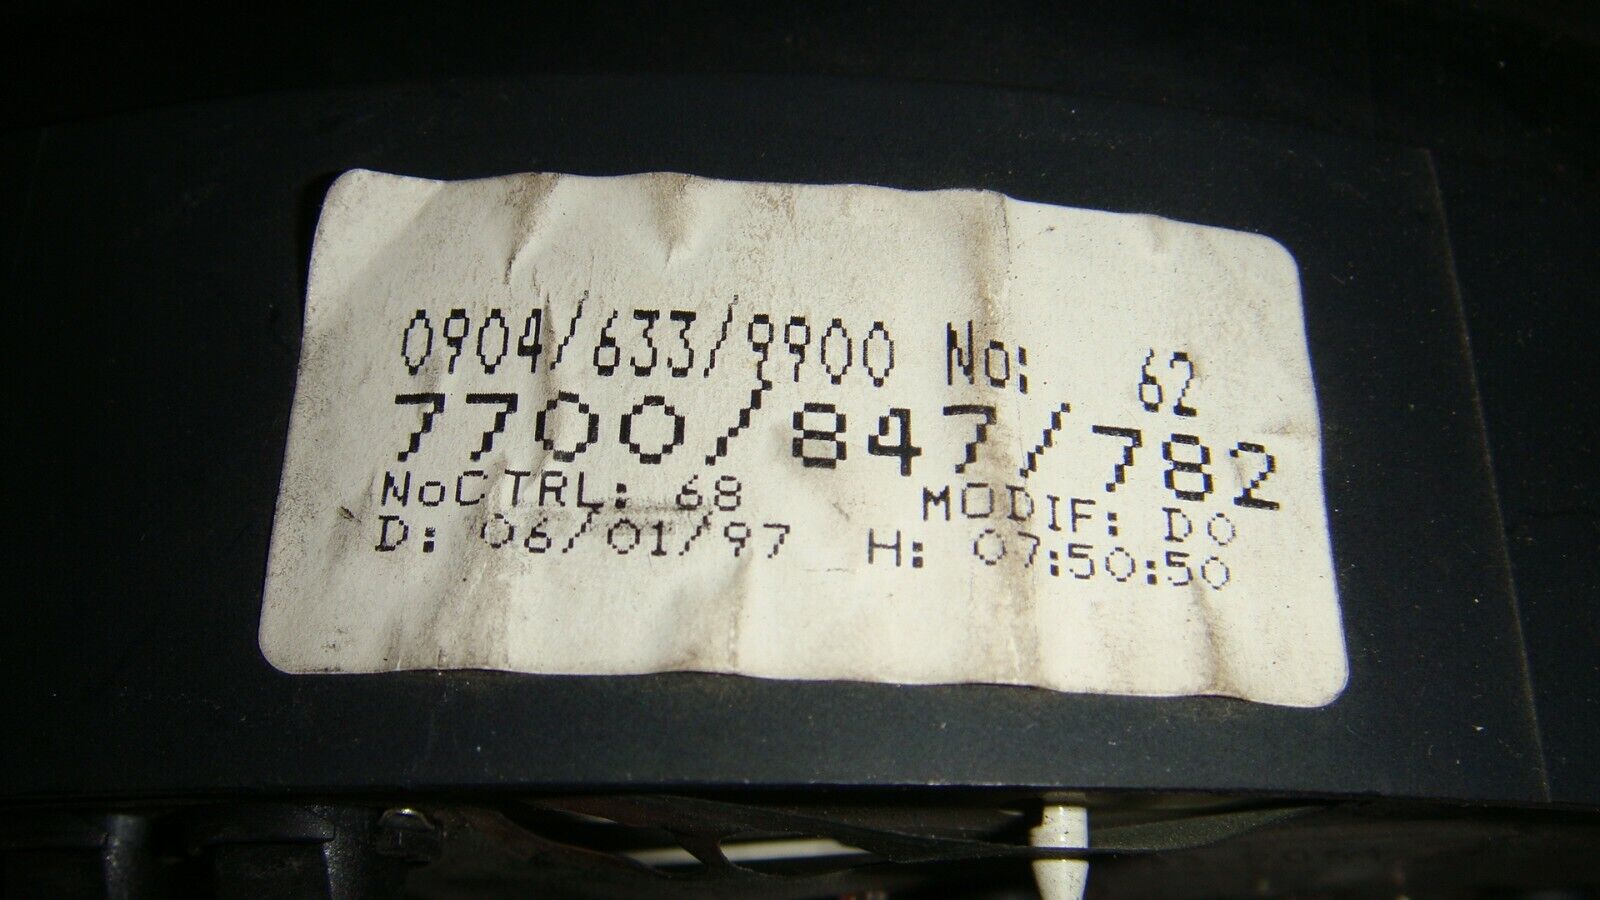 0904/633/9900 No: 62
7700/847/782
NoCTRL: 68 MODIF: D0
D: 06/01/97 H: 07:50:50